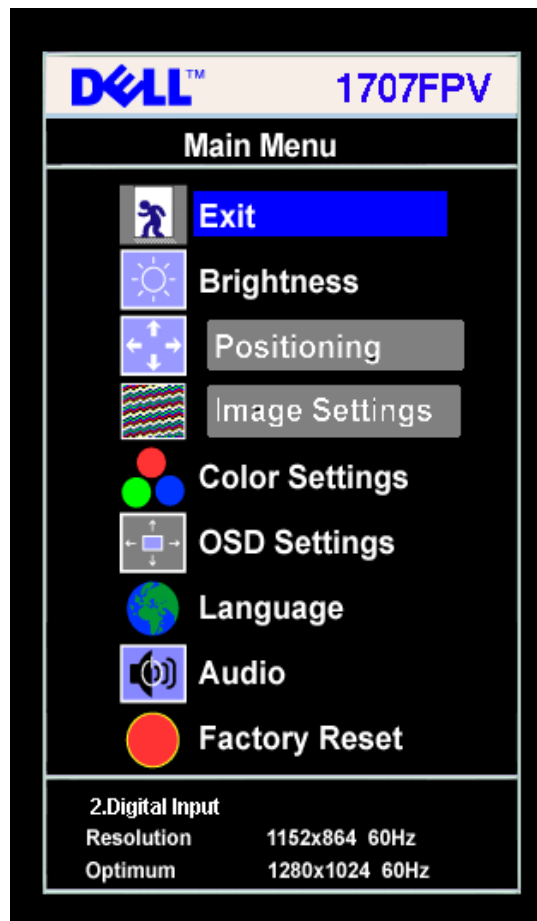 DELL™ 1707FPV
Main Menu
Exit
Brightness
Positioning
Image Settings
Color Settings
OSD Settings
Language
Audio
Factory Reset
2.Digital Input
Resolution 1152x864 60Hz
Optimum 1280x1024 60Hz